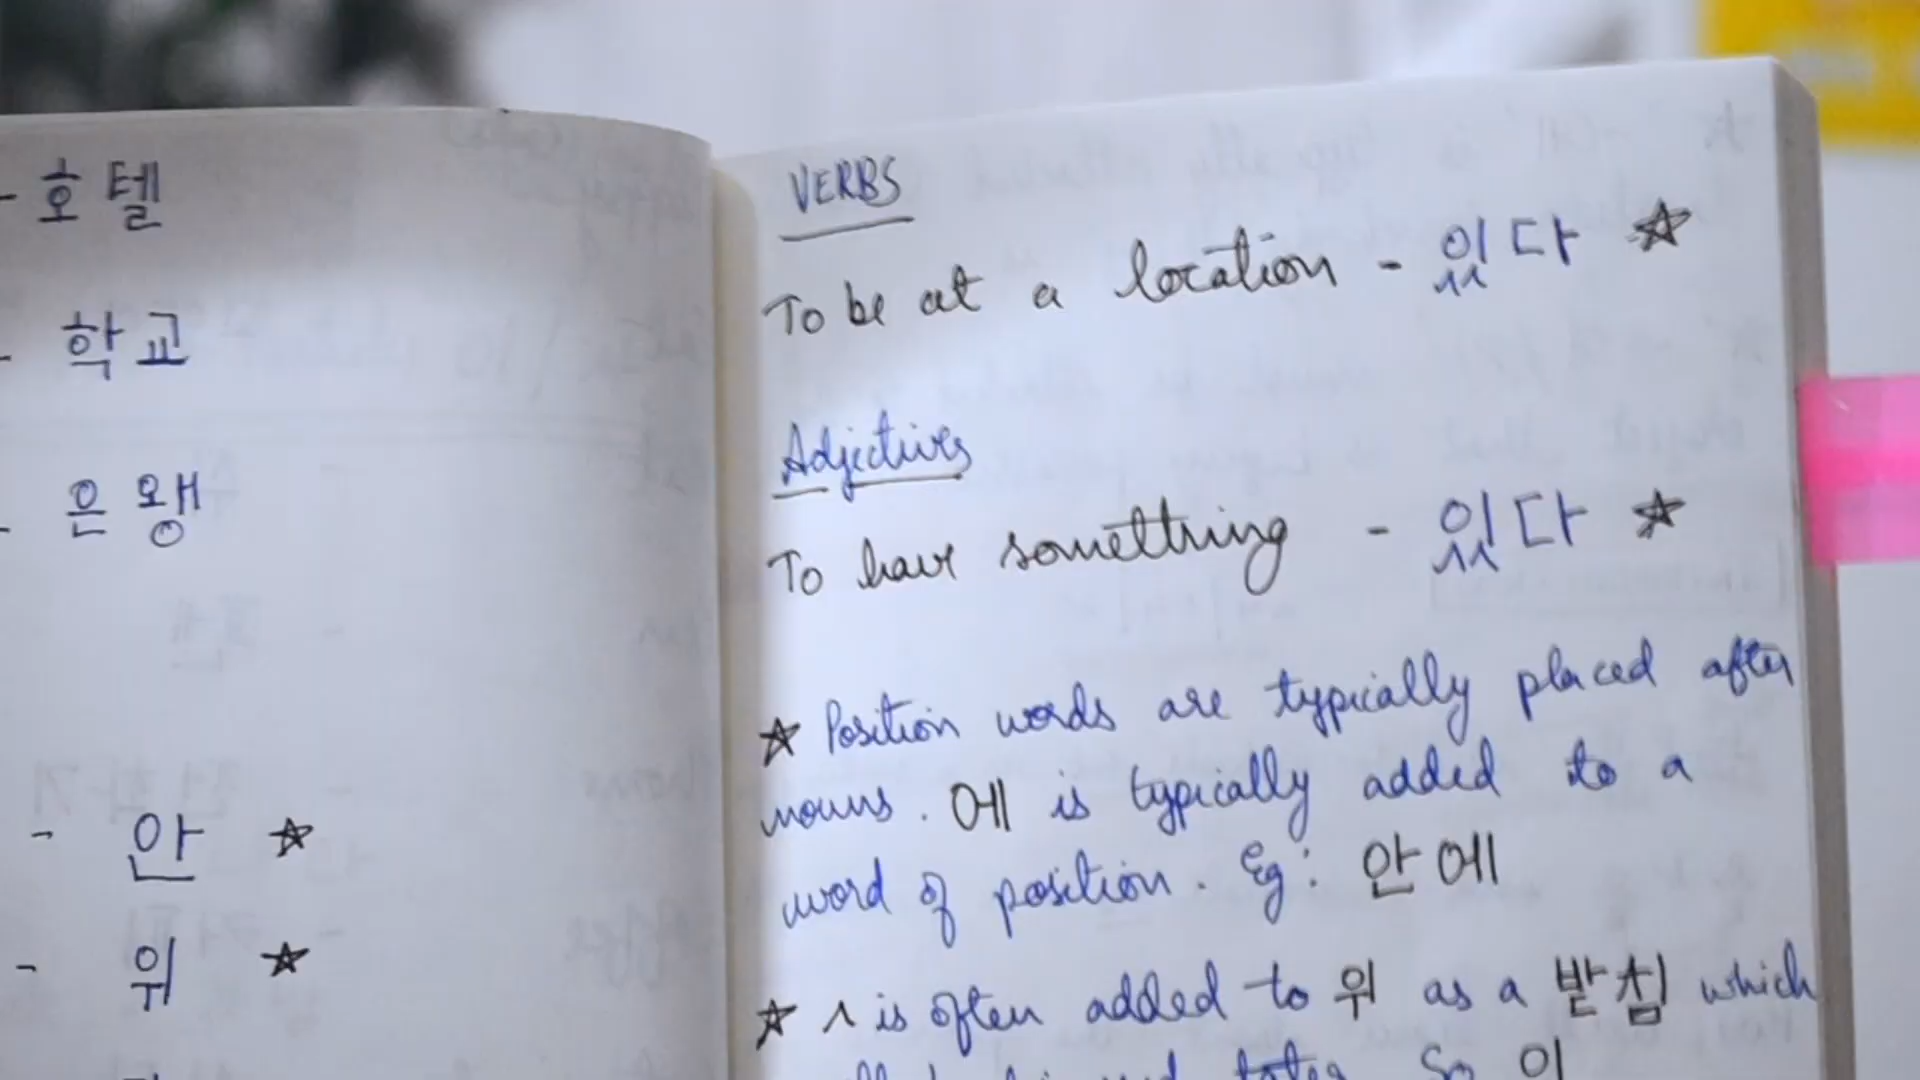 - 호텔
- 학교
- 은왱
- 안 ☆
- 위 ☆
VERBS
To be at a location - 있다 ☆
Adjectives
To have something - 있다 ☆
☆ Position words are typically placed after
nouns. 에 is typically added to a
word of position. Eg: 안에
☆ ㅅ is often added to 위 as a 받침 which
So